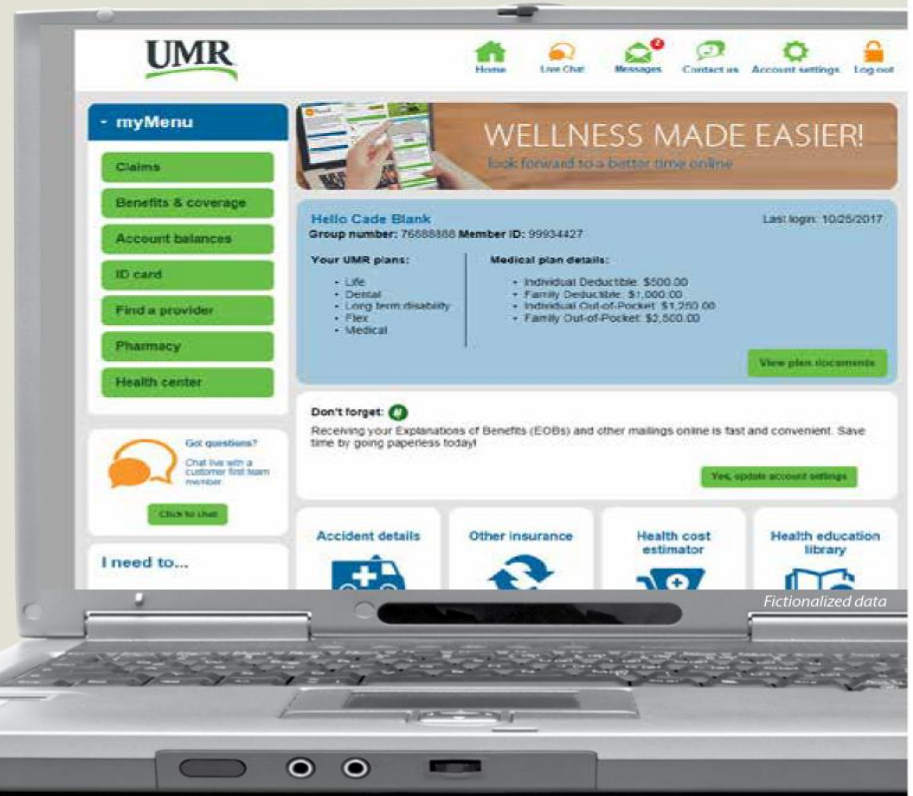 UMR
Home
Live Chat
2
Messages
Contact us
Account settings
Log out
- myMenu
Claims
Benefits & coverage
Account balances
ID card
Find a provider
Pharmacy
Health center
Got questions?
Chat live with a
customer first team
member
Click to chat
I need to...
WELLNESS MADE EASIER!
look forward to a better time online
Hello Cade Blank
Last login: 10/25/2017
Group number: 76888888 Member ID: 99934427
Your UMR plans:
• Life
• Dental
• Long term disability
• Flex
• Medical
Medical plan details:
• Individual Deductible: $500.00
• Family Deductible: $1,000.00
• Individual Out-of-Pocket: $1,250.00
• Family Out-of-Pocket: $2,500.00
View plan documents
Don't forget:
Receiving your Explanations of Benefits (EOBs) and other mailings online is fast and convenient. Save
time by going paperless today!
Yes, update account settings
Accident details
Other insurance
Health cost
estimator
Health education
library
Fictionalized data